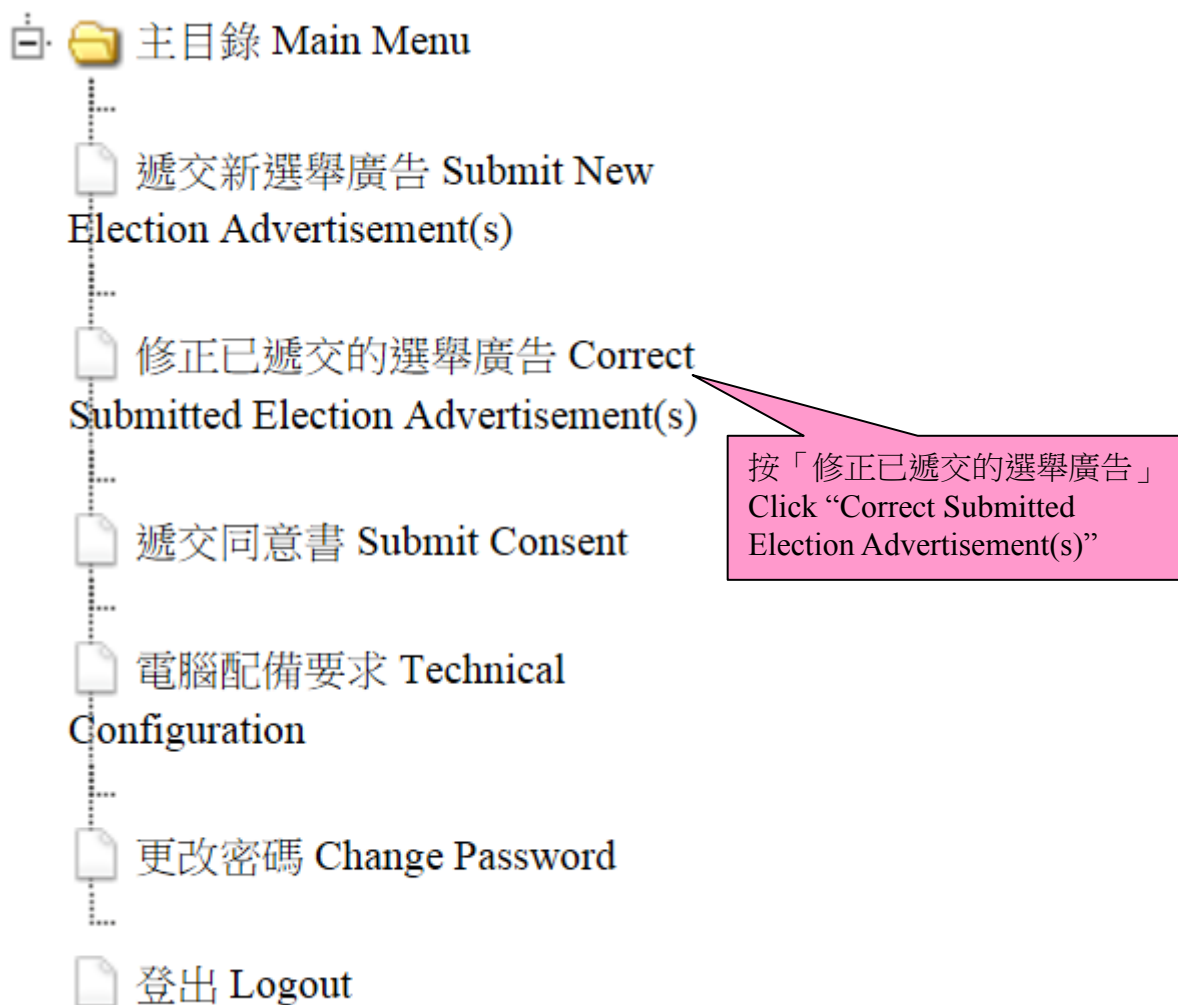 主目錄 Main Menu
遞交新選舉廣告 Submit New
Election Advertisement(s)
修正已遞交的選舉廣告 Correct
Submitted Election Advertisement(s)
按「修正已遞交的選舉廣告」
Click “Correct Submitted
Election Advertisement(s)”
遞交同意書 Submit Consent
電腦配備要求 Technical
Configuration
更改密碼 Change Password
登出 Logout